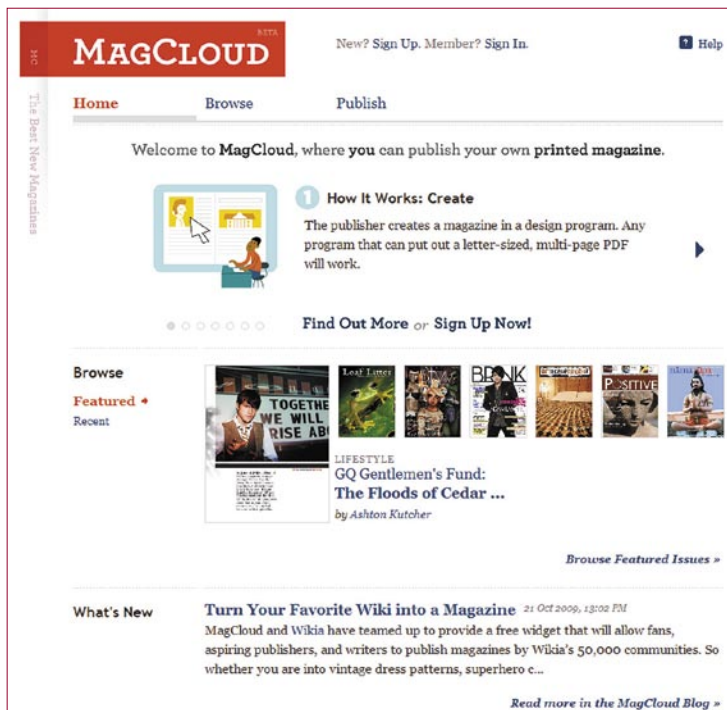 BETA
MC
MAGCLOUD
New? Sign Up. Member? Sign In.
? Help
The Best New Magazines
Home
Browse
Publish
Welcome to MagCloud, where you can publish your own printed magazine.
1 How It Works: Create
The publisher creates a magazine in a design program. Any
program that can put out a letter-sized, multi-page PDF
will work.
Find Out More or Sign Up Now!
Browse
Featured
Recent
TOGETHE
WE WILL
RISE ABO
Leaf Litter
POSITIVE
LIFESTYLE
GQ Gentlemen's Fund:
The Floods of Cedar ...
by Ashton Kutcher
Browse Featured Issues »
What's New
Turn Your Favorite Wiki into a Magazine 21 Oct 2009, 13:02 PM
MagCloud and Wikia have teamed up to provide a free widget that will allow fans,
aspiring publishers, and writers to publish magazines by Wikia's 50,000 communities. So
whether you are into vintage dress patterns, superhero c...
Read more in the MagCloud Blog »